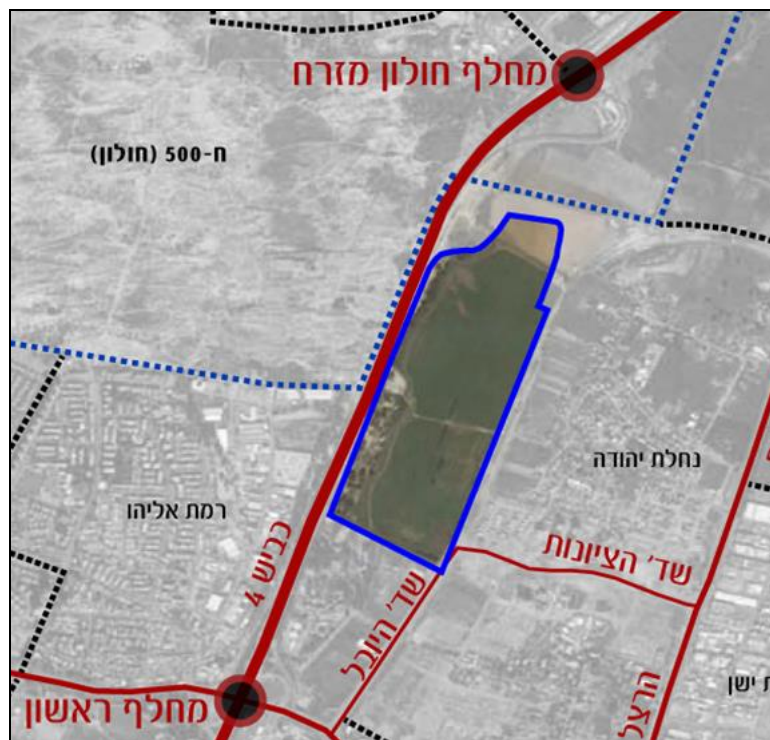 מחלף חולון מזרח
ח-500 (חולון)
נחלת יהודה
רמת אליהו
כביש 4
שד' הציונות
שד' היובל
הרצל
מחלף ראשון